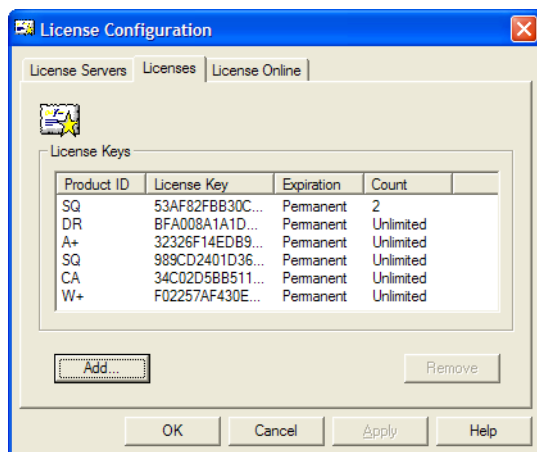 License Configuration
License Servers Licenses License Online
License Keys
Product ID License Key Expiration Count
SQ 53AF82FBB30C... Permanent 2
DR BFA008A1A1D... Permanent Unlimited
A+ 32326F14EDB9... Permanent Unlimited
SQ 989CD2401D36... Permanent Unlimited
CA 34C02D5BB511... Permanent Unlimited
W+ F02257AF430E... Permanent Unlimited
Add... Remove
OK Cancel Apply Help